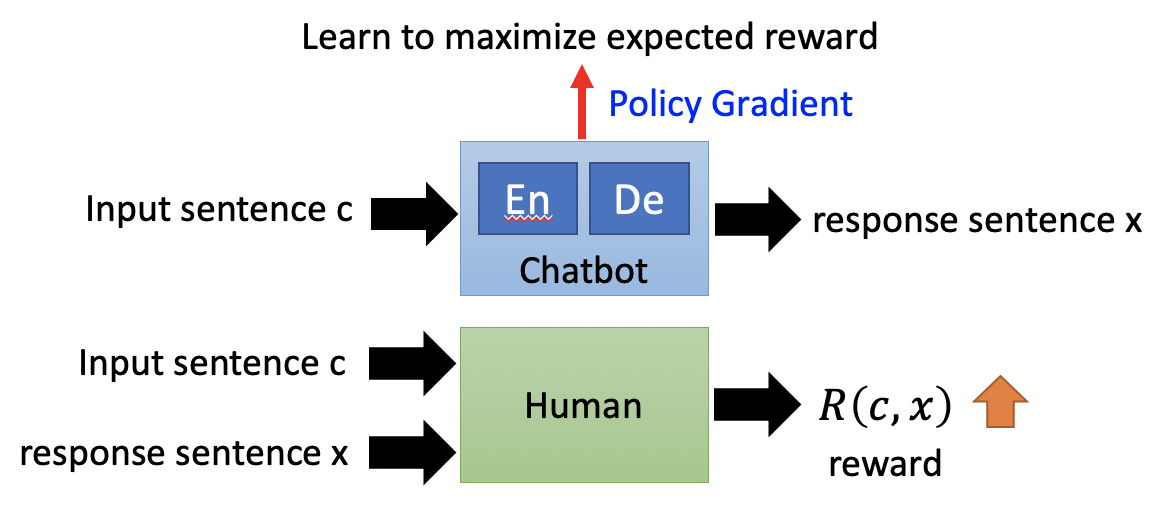 Learn to maximize expected reward
Policy Gradient
Input sentence c
En De
response sentence x
Chatbot
Input sentence c
Human
R(c, x)
response sentence x
reward